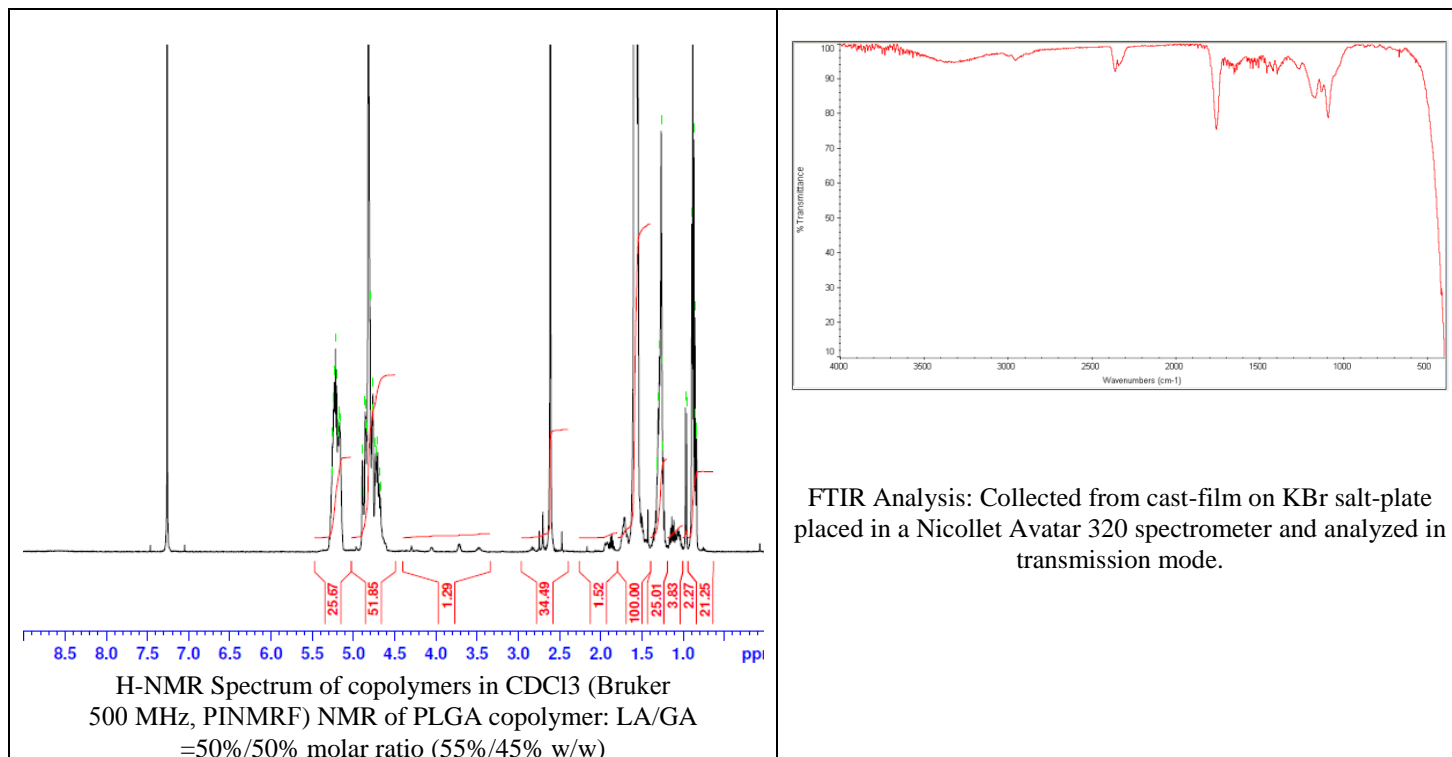 25.67
51.85
1.29
34.49
1.52
100.00
25.01
3.83
2.27
21.25
8.5 8.0 7.5 7.0 6.5 6.0 5.5 5.0 4.5 4.0 3.5 3.0 2.5 2.0 1.5 1.0 ppm
H-NMR Spectrum of copolymers in CDCl3 (Bruker
500 MHz, PINMRF) NMR of PLGA copolymer: LA/GA
=50%/50% molar ratio (55%/45% w/w)
100
90
80
70
60
50
40
30
20
10
% Transmittance
4000 3500 3000 2500 2000 1500 1000 500
Wavenumbers (cm-1)
FTIR Analysis: Collected from cast-film on KBr salt-plate
placed in a Nicollet Avatar 320 spectrometer and analyzed in
transmission mode.